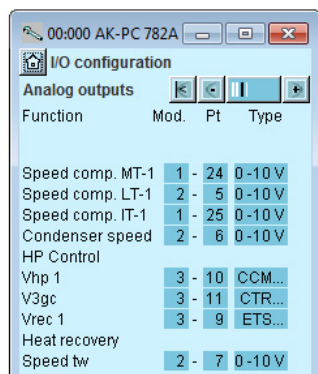 00:000 AK-PC 782A
I/O configuration
Analog outputs
Function Mod. Pt Type
Speed comp. MT-1 1 - 24 0 -10 V
Speed comp. LT-1 2 - 5 0 -10 V
Speed comp. IT-1 1 - 25 0 -10 V
Condenser speed 2 - 6 0 -10 V
HP Control
Vhp 1 3 - 10 CCM...
V3gc 3 - 11 CTR...
Vrec 1 3 - 9 ETS...
Heat recovery
Speed tw 2 - 7 0 -10 V